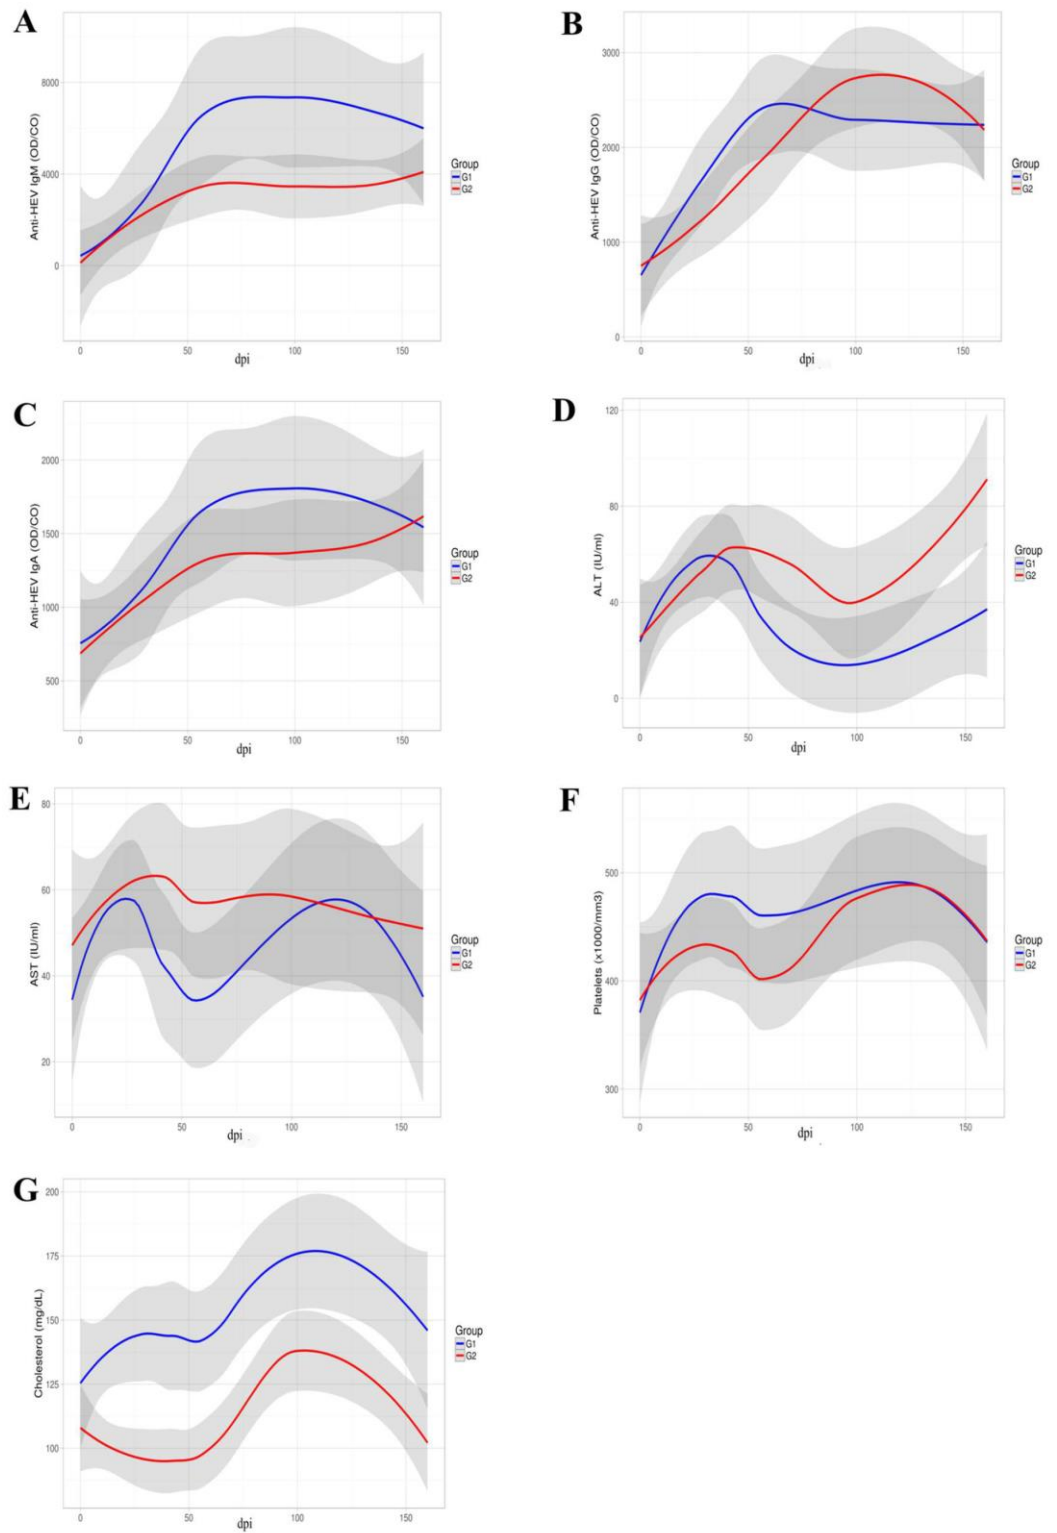 A
Anti-HEV IgM (OD/CO)
8000
4000
0
0 50 100 150
dpi
Group
G1
G2
B
Anti-HEV IgG (OD/CO)
3000
2000
1000
0
0 50 100 150
dpi
Group
G1
G2
C
Anti-HEV IgA (OD/CO)
2000
1500
1000
500
0 50 100 150
dpi
Group
G1
G2
D
ALT (IU/ml)
120
80
40
0
0 50 100 150
dpi
Group
G1
G2
E
AST (IU/ml)
80
60
40
20
0 50 100 150
dpi
Group
G1
G2
F
Platelets (x1000/mm3)
500
400
300
0 50 100 150
dpi
Group
G1
G2
G
Cholesterol (mg/dL)
200
175
150
125
100
0 50 100 150
dpi
Group
G1
G2